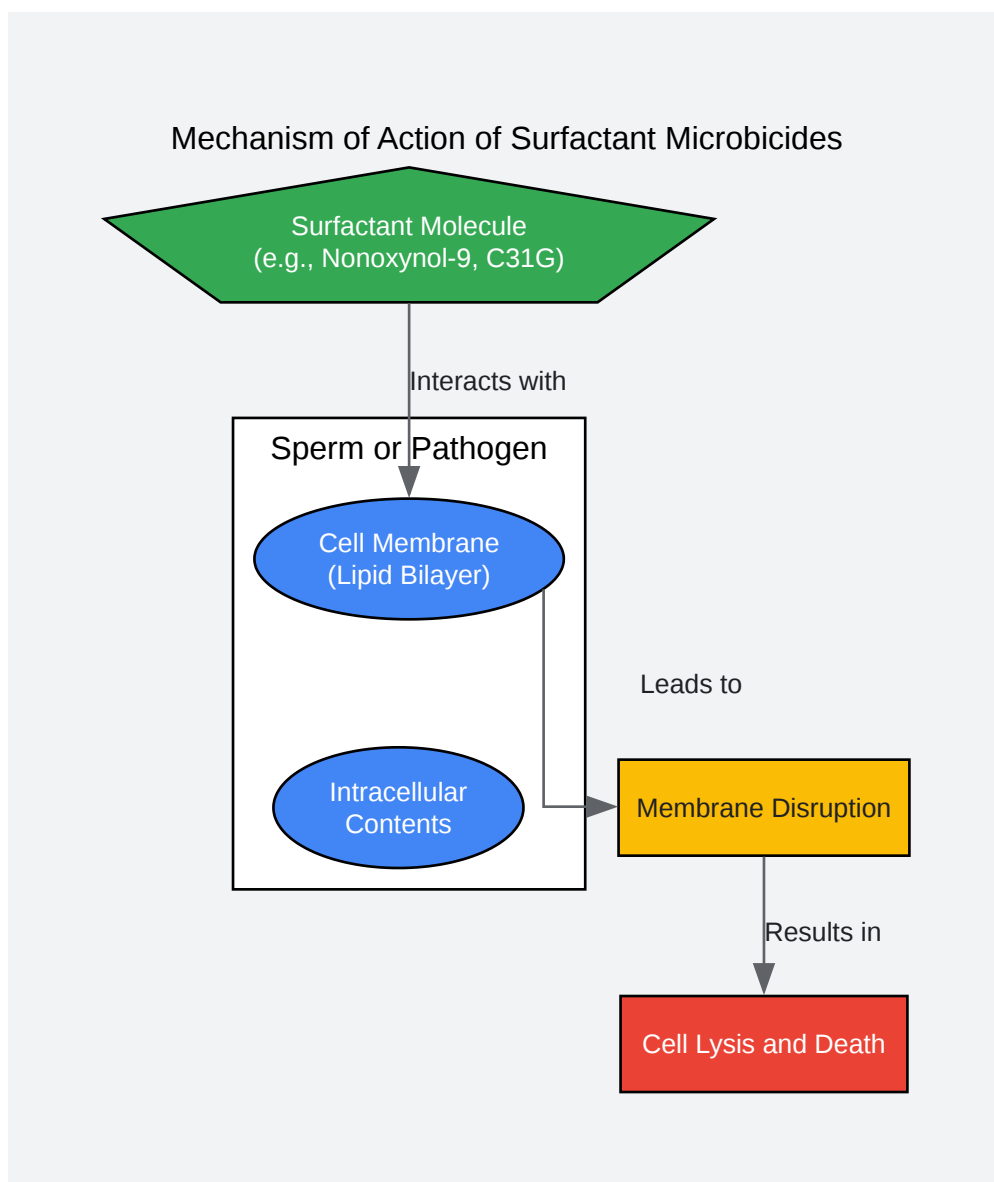 Mechanism of Action of Surfactant Microbicides
Surfactant Molecule
(e.g., Nonoxynol-9, C31G)
Interacts with
Sperm or Pathogen
Cell Membrane
(Lipid Bilayer)
Leads to
Intracellular
Contents
Membrane Disruption
Results in
Cell Lysis and Death